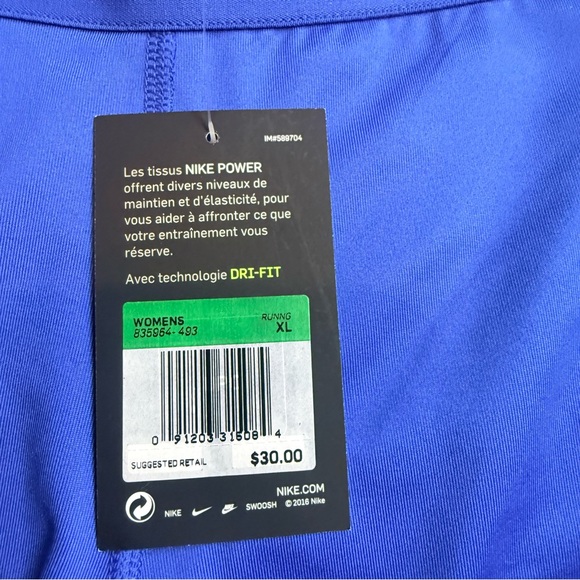 IM#599704
Les tissus NIKE POWER
offrent divers niveaux de
maintien et d'élasticité, pour
vous aider à affronter ce que
votre entraînement vous
réserve.
Avec technologie DRI-FIT
WOMENS RUNNG
835964-493 XL
0 91203 31608 4
SUGGESTED RETAIL $30.00
NIKE.COM
NIKE SWOOSH © 2016 Nike